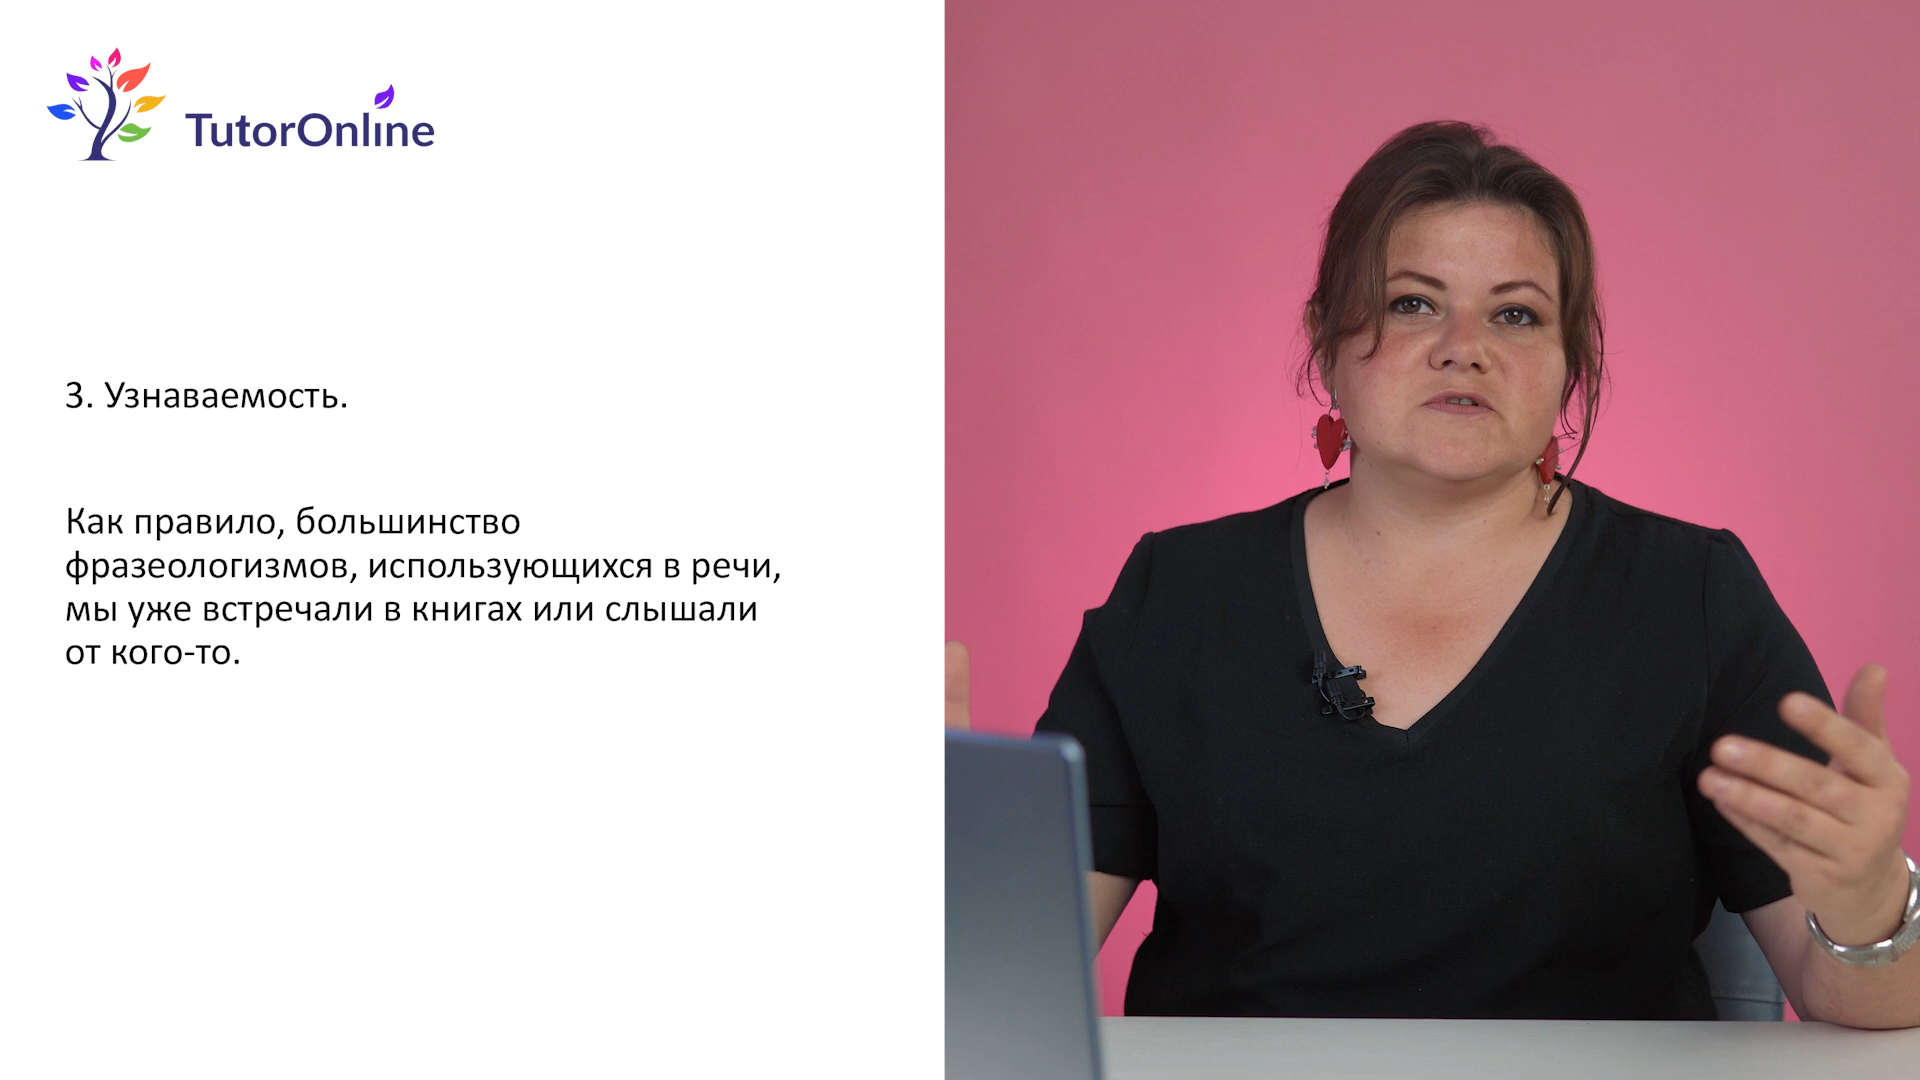 TutorOnline
3. Узнаваемость.
Как правило, большинство
фразеологизмов, использующихся в речи,
мы уже встречали в книгах или слышали
от кого-то.